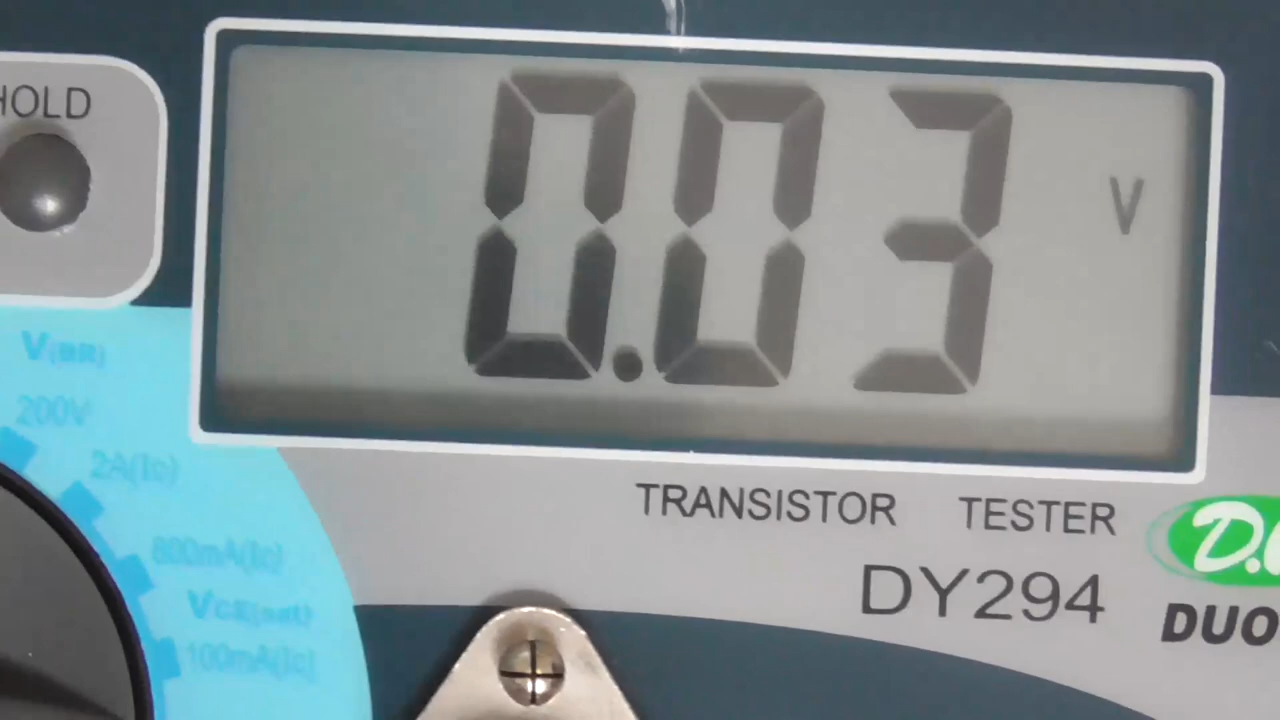 HOLD
0.03 V
V(BR)
200V
2A(Ic)
800mA(Ic)
VCE(sat)
100mA(Ic)
TRANSISTOR TESTER
DY294
D.
DUO